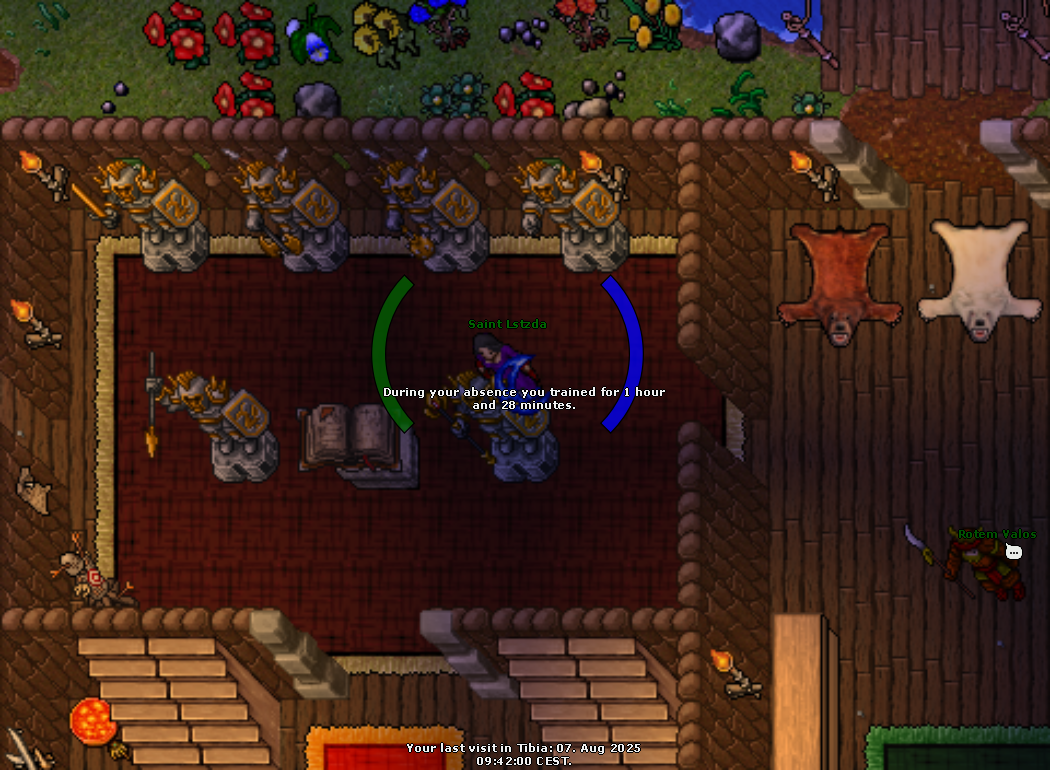 Saint Lstzda
During your absence you trained for 1 hour
and 28 minutes.
Rotem Valos
Your last visit in Tibia: 07. Aug 2025
09:42:00 CEST.